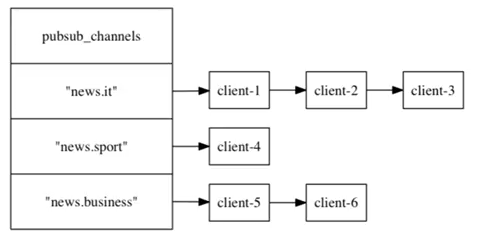 pubsub_channels
"news.it" client-1 client-2 client-3
"news.sport" client-4
"news.business" client-5 client-6